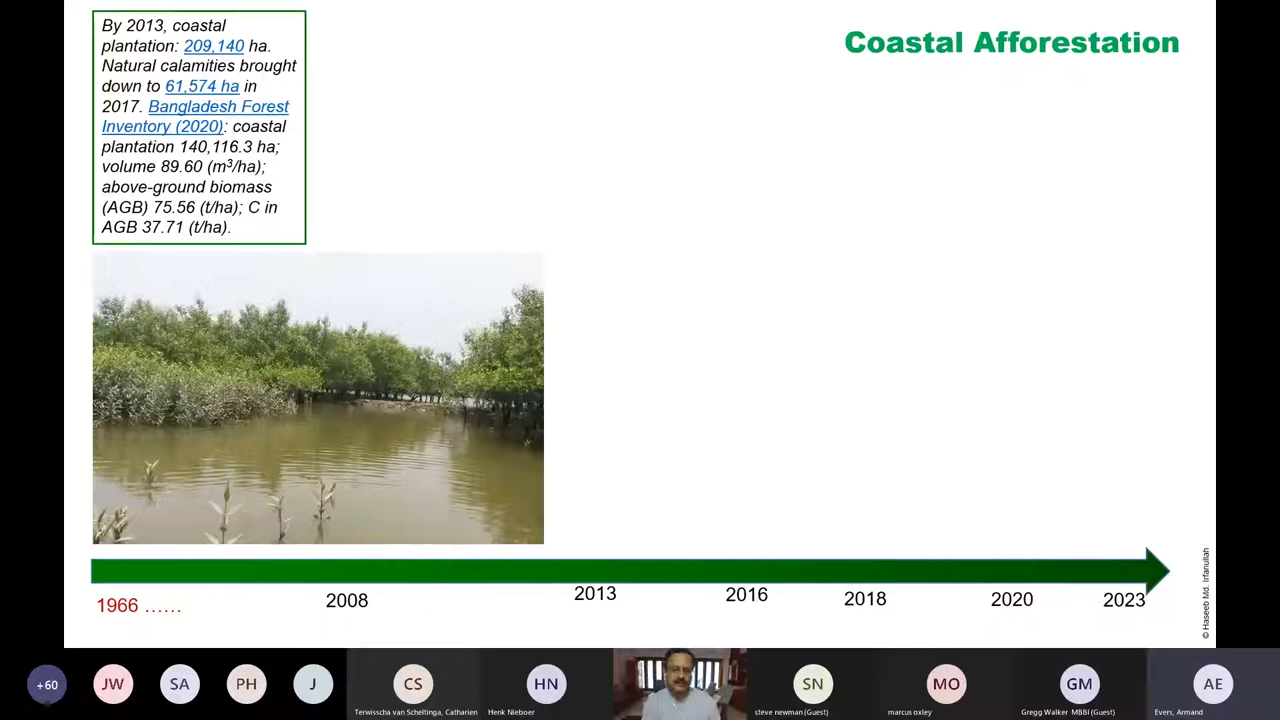 By 2013, coastal
plantation: 209,140 ha.
Natural calamities brought
down to 61,574 ha in
2017. Bangladesh Forest
Inventory (2020): coastal
plantation 140,116.3 ha;
volume 89.60 (m³/ha);
above-ground biomass
(AGB) 75.56 (t/ha); C in
AGB 37.71 (t/ha).
Coastal Afforestation
1966 ......
2008
2013
2016
2018
2020
2023
© Haseeb Md. Irfanullah
+60
JW
SA
PH
J
CS
HN
SN
MO
GM
AE
Terwisscha van Scheltinga, Catharien
Henk Nieboer
steve newman (Guest)
marcus oxley
Gregg Walker MBBI (Guest)
Evers, Armand